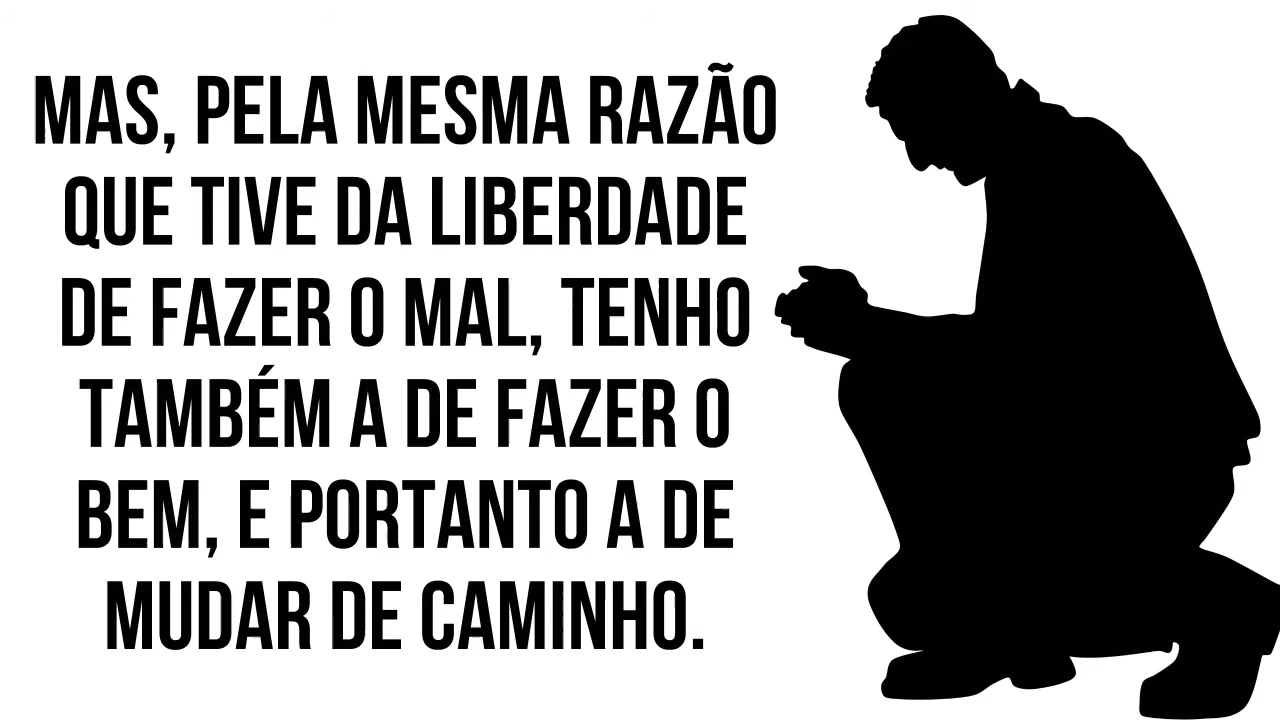 MAS, PELA MESMA RAZÃO
QUE TIVE DA LIBERDADE
DE FAZER O MAL, TENHO
TAMBÉM A DE FAZER O
BEM, E PORTANTO A DE
MUDAR DE CAMINHO.